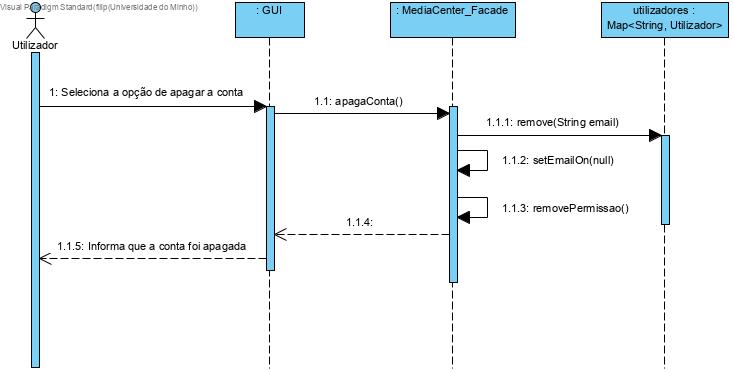 Visual Paradigm Standard(filip(Universidade do Minho))
: GUI
: MediaCenter_Facade
utilizadores :
Map<String, Utilizador>
Utilizador
1: Seleciona a opção de apagar a conta
1.1: apagaConta()
1.1.1: remove(String email)
1.1.2: setEmailOn(null)
1.1.3: removePermissao()
1.1.4:
1.1.5: Informa que a conta foi apagada